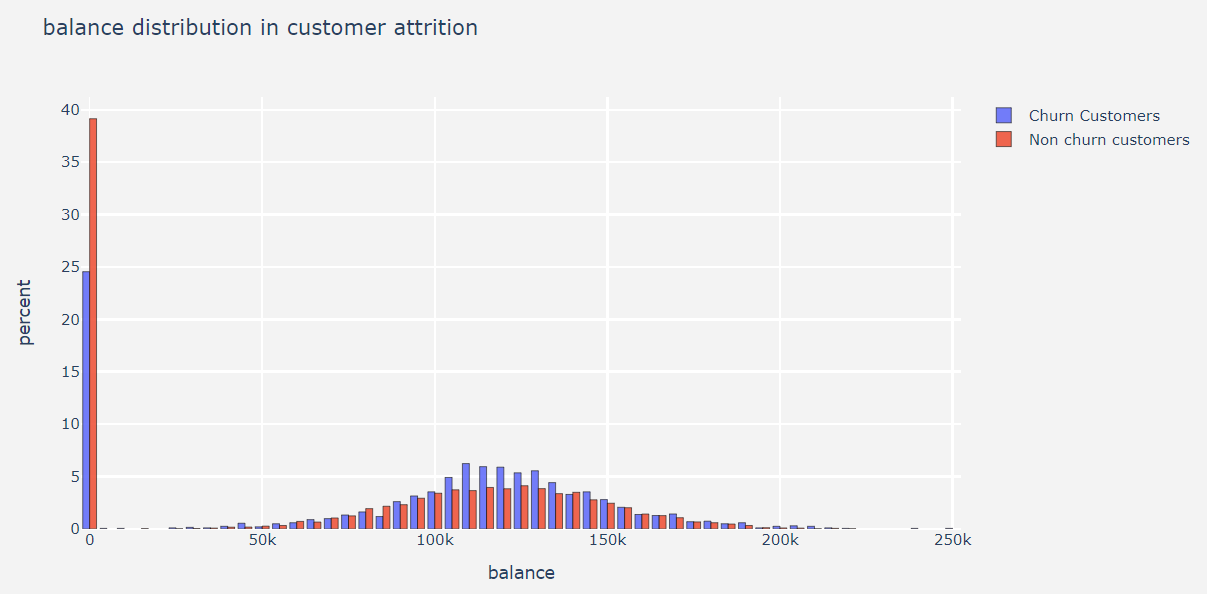 balance distribution in customer attrition
Churn Customers
Non churn customers
percent
40
35
30
25
20
15
10
5
0
0 50k 100k 150k 200k 250k
balance